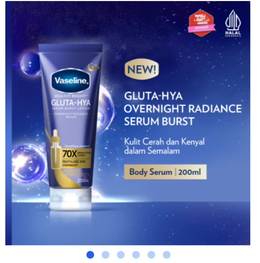 HALAL
NEW!
Vaseline.
GLUTA-HYA
70X
GLUTA-HYA
OVERNIGHT RADIANCE
SERUM BURST
Kulit Cerah dan Kenyal
dalam Semalam
Body Serum | 200ml